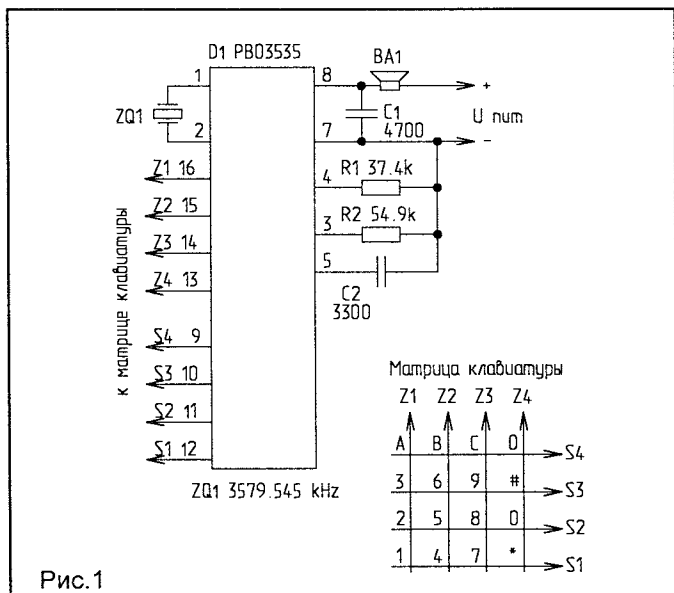 D1 PBD3535
1
8
BA1
+
ZQ1
C1
4700
U пит
2
7
-
Z1 16
4
R1 37.4k
Z2 15
3
R2 54.9k
Z3 14
5
Z4 13
C2
3300
к матрице клавиатуры
S4 9
S3 10
S2 11
S1 12
ZQ1 3579.545 kHz
Матрица клавиатуры
Z1 Z2 Z3 Z4
A B C D S4
3 6 9 # S3
2 5 8 0 S2
1 4 7 * S1
Рис.1